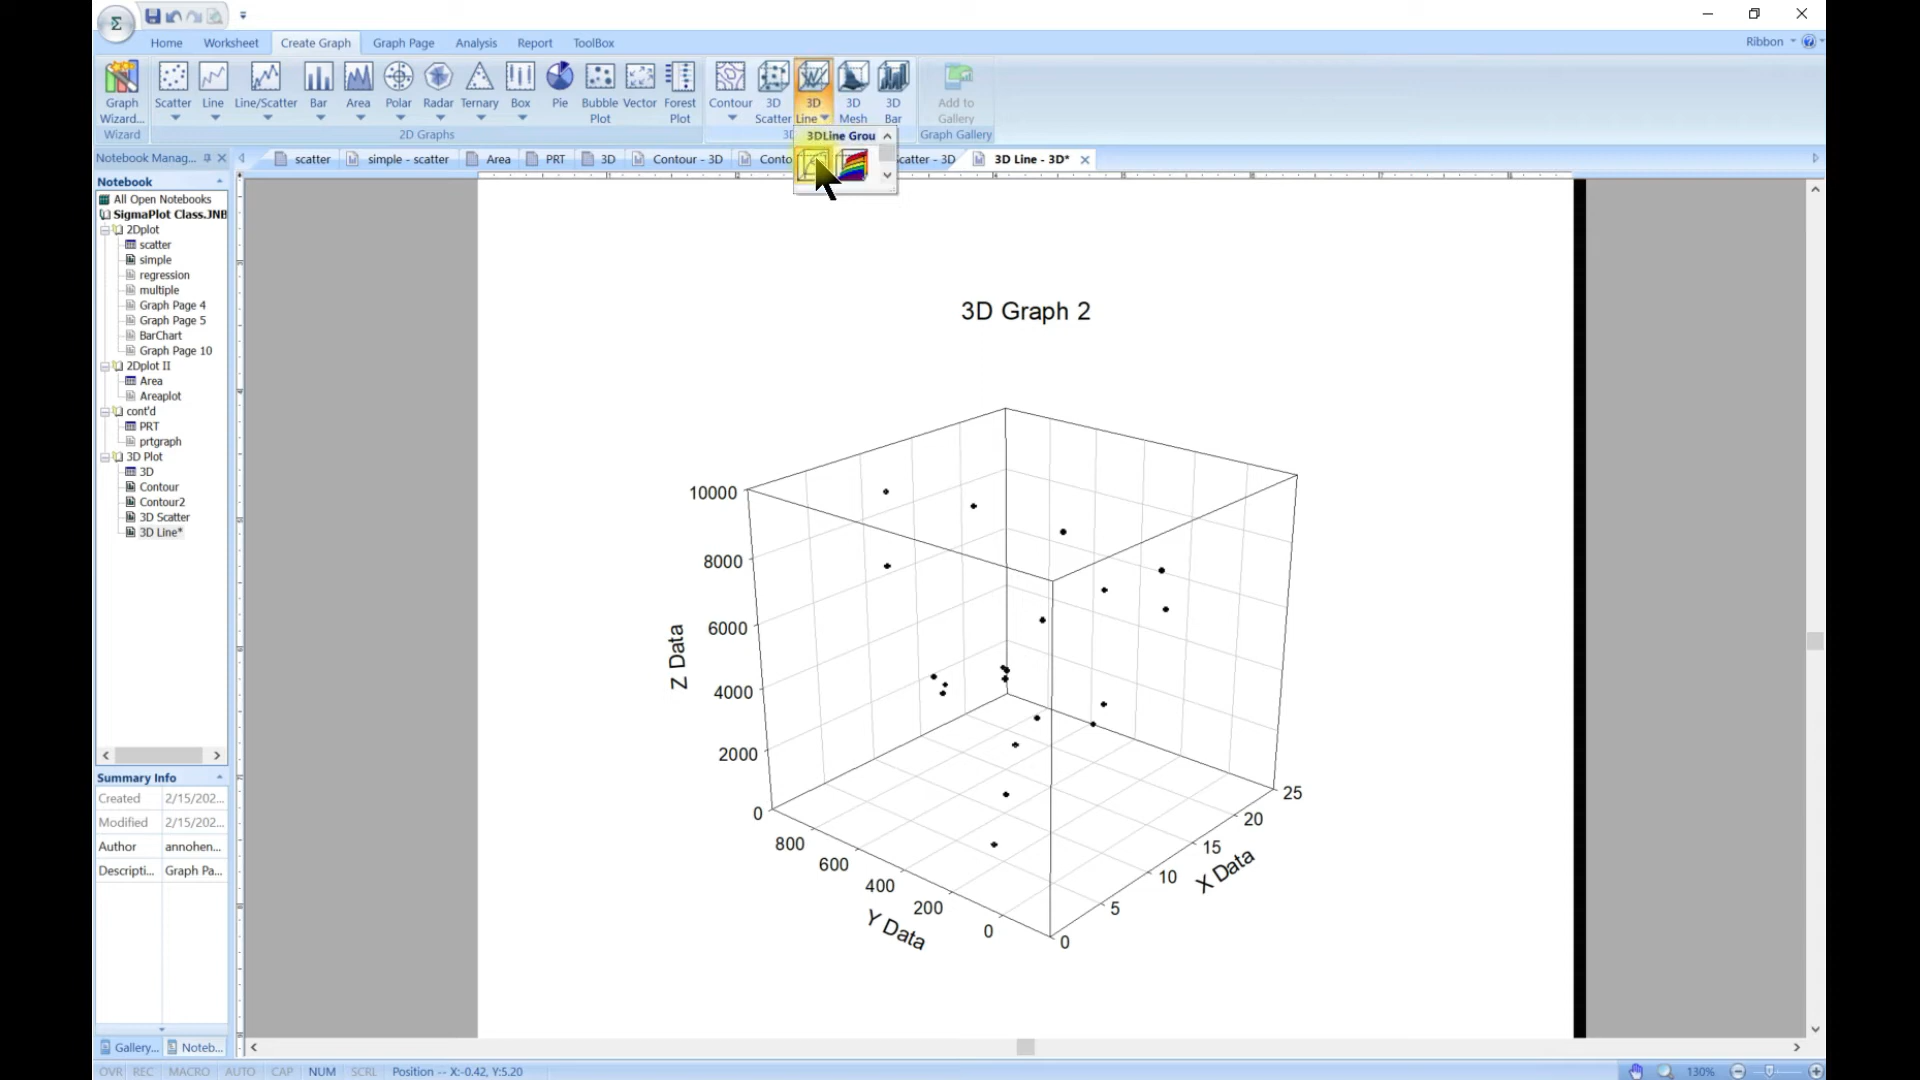 Home Worksheet Create Graph Graph Page Analysis Report ToolBox Ribbon
Graph Wizard... Scatter Line Line/Scatter Bar Area Polar Radar Ternary Box Pie Bubble Plot Vector Forest Plot Contour 3D Scatter 3D Line 3D Mesh 3D Bar Add to Gallery
Wizard 2D Graphs 3D Graph Gallery
3DLine Grou
Notebook Manag... scatter simple - scatter Area PRT 3D Contour - 3D Conto catter - 3D 3D Line - 3D*
Notebook
All Open Notebooks
SigmaPlot Class.JNB
2Dplot
scatter
simple
regression
multiple
Graph Page 4
Graph Page 5
BarChart
Graph Page 10
2Dplot II
Area
Areaplot
cont'd
PRT
prtgraph
3D Plot
3D
Contour
Contour2
3D Scatter
3D Line*
Summary Info
Created 2/15/202...
Modified 2/15/202...
Author annohen...
Descripti... Graph Pa...
Gallery... Noteb...
3D Graph 2
10000
8000
6000
4000
2000
0
Z Data
800
600
400
200
0
Y Data
0
5
10
15
20
25
X Data
OVR REC MACRO AUTO CAP NUM SCRL Position -- X:-0.42, Y:5.20 130%